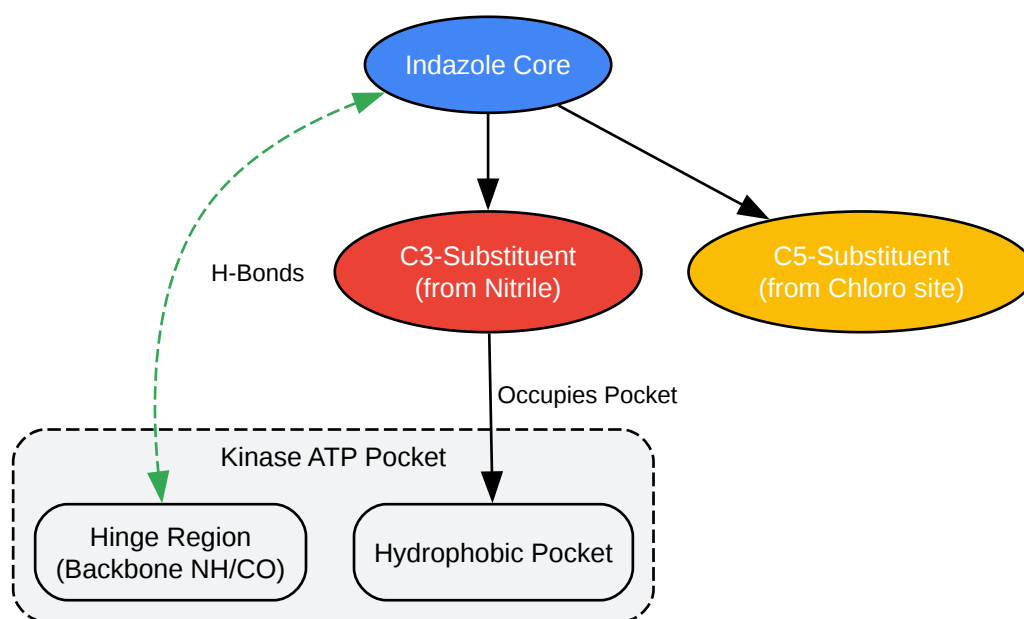 Indazole Core
C3-Substituent
(from Nitrile)
C5-Substituent
(from Chloro site)
H-Bonds
Occupies Pocket
Kinase ATP Pocket
Hinge Region
(Backbone NH/CO)
Hydrophobic Pocket